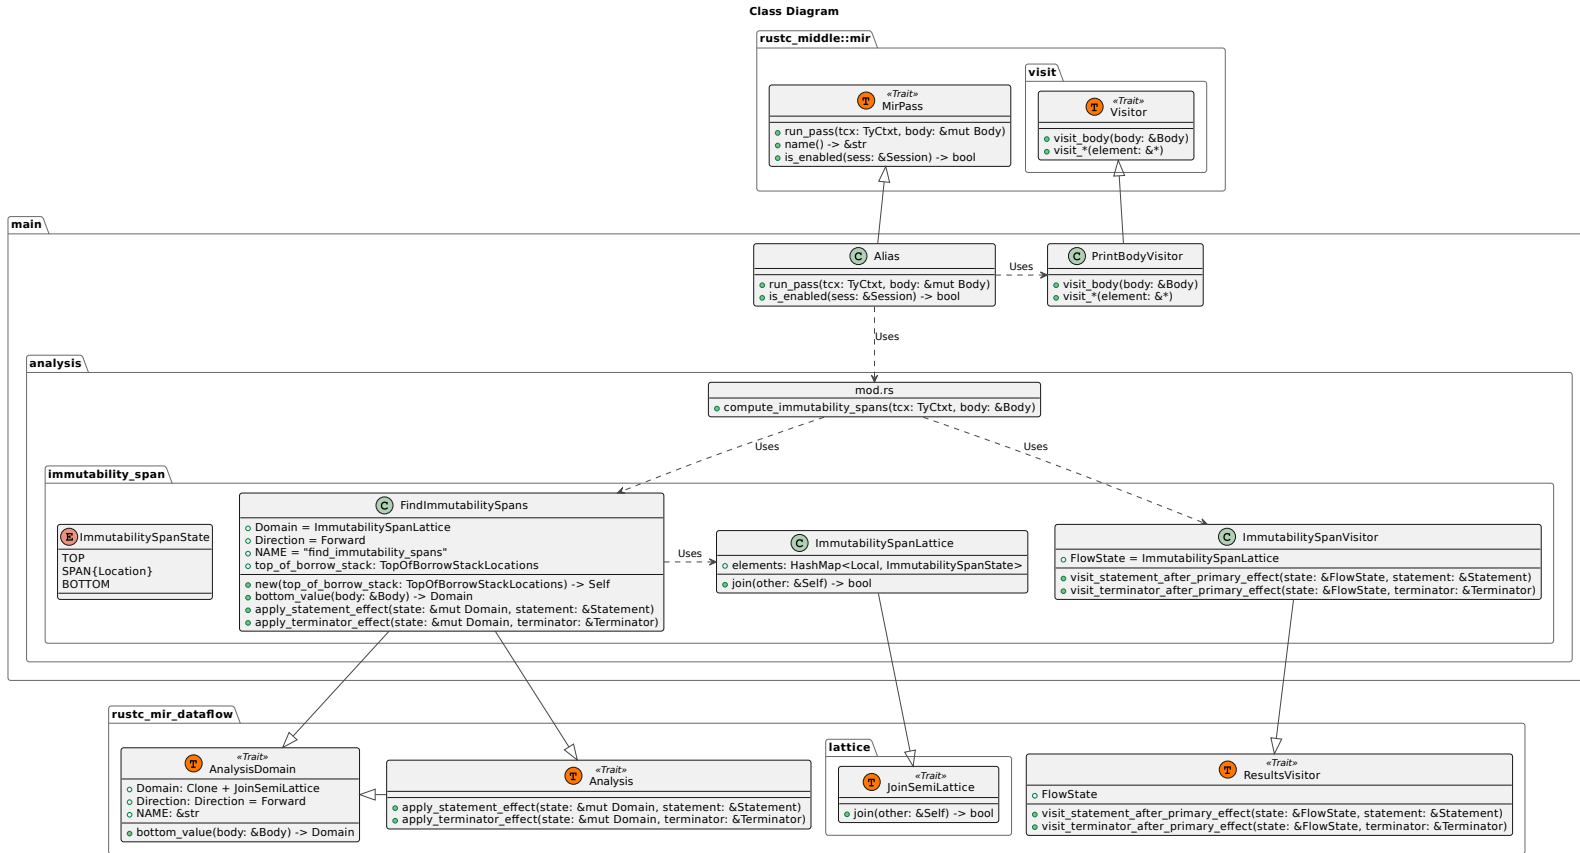 Class Diagram
rustc_middle::mir
visit
T
«Trait»
MirPass
run_pass(tcx: TyCtxt, body: &mut Body)
name() -> &str
is_enabled(sess: &Session) -> bool
T
«Trait»
Visitor
visit_body(body: &Body)
visit_*(element: &*)
main
C Alias
run_pass(tcx: TyCtxt, body: &mut Body)
is_enabled(sess: &Session) -> bool
Uses
C PrintBodyVisitor
visit_body(body: &Body)
visit_*(element: &*)
Uses
analysis
mod.rs
compute_immutability_spans(tcx: TyCtxt, body: &Body)
Uses
Uses
immutability_span
E ImmutabilitySpanState
TOP
SPAN{Location}
BOTTOM
C FindImmutabilitySpans
Domain = ImmutabilitySpanLattice
Direction = Forward
NAME = "find_immutability_spans"
top_of_borrow_stack: TopOfBorrowStackLocations
new(top_of_borrow_stack: TopOfBorrowStackLocations) -> Self
bottom_value(body: &Body) -> Domain
apply_statement_effect(state: &mut Domain, statement: &Statement)
apply_terminator_effect(state: &mut Domain, terminator: &Terminator)
Uses
C ImmutabilitySpanLattice
elements: HashMap<Local, ImmutabilitySpanState>
join(other: &Self) -> bool
C ImmutabilitySpanVisitor
FlowState = ImmutabilitySpanLattice
visit_statement_after_primary_effect(state: &FlowState, statement: &Statement)
visit_terminator_after_primary_effect(state: &FlowState, terminator: &Terminator)
rustc_mir_dataflow
T
«Trait»
AnalysisDomain
Domain: Clone + JoinSemiLattice
Direction: Direction = Forward
NAME: &str
bottom_value(body: &Body) -> Domain
T
«Trait»
Analysis
apply_statement_effect(state: &mut Domain, statement: &Statement)
apply_terminator_effect(state: &mut Domain, terminator: &Terminator)
lattice
T
«Trait»
JoinSemiLattice
join(other: &Self) -> bool
T
«Trait»
ResultsVisitor
FlowState
visit_statement_after_primary_effect(state: &FlowState, statement: &Statement)
visit_terminator_after_primary_effect(state: &FlowState, terminator: &Terminator)